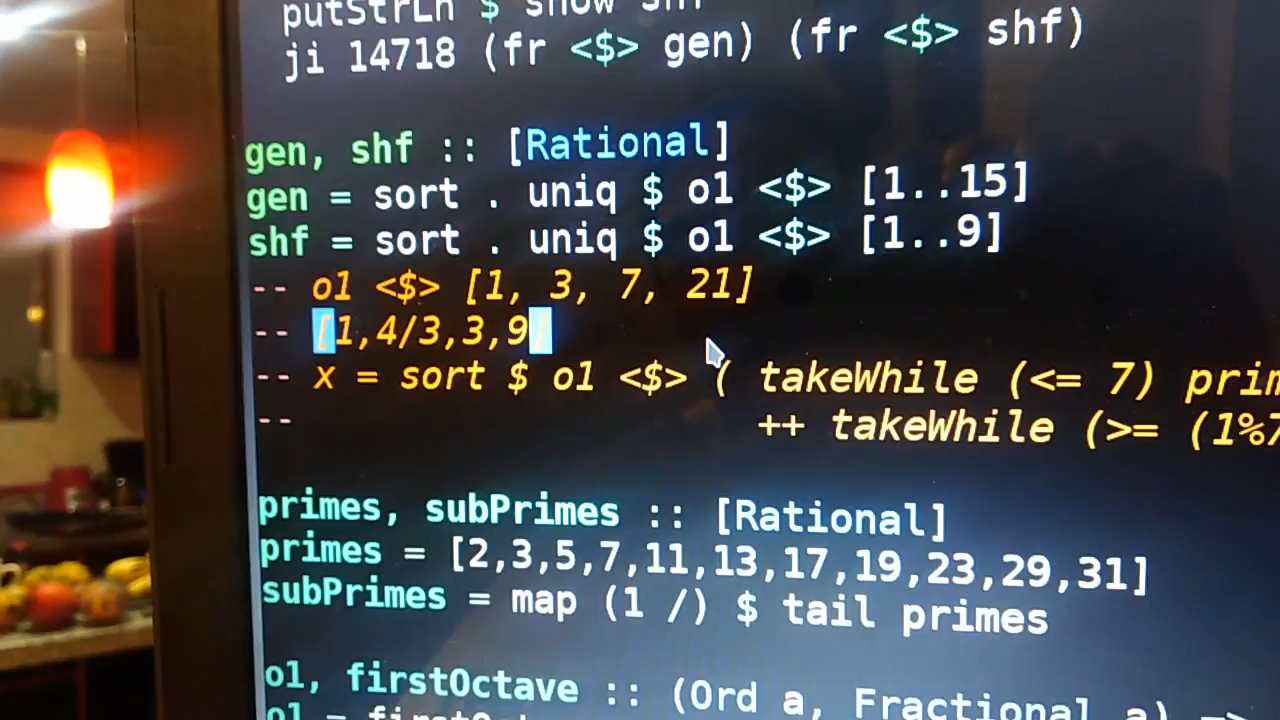 putStrLn $ show shf
ji 14718 (fr <$> gen) (fr <$> shf)
gen, shf :: [Rational]
gen = sort . uniq $ o1 <$> [1..15]
shf = sort . uniq $ o1 <$> [1..9]
-- o1 <$> [1, 3, 7, 21]
-- [1,4/3,3,9]
-- x = sort $ o1 <$> ( takeWhile (<= 7) prim
-- ++ takeWhile (>= (1%7
primes, subPrimes :: [Rational]
primes = [2,3,5,7,11,13,17,19,23,29,31]
subPrimes = map (1 /) $ tail primes
o1, firstOctave :: (Ord a, Fractional a) =>
o1 = firstOct